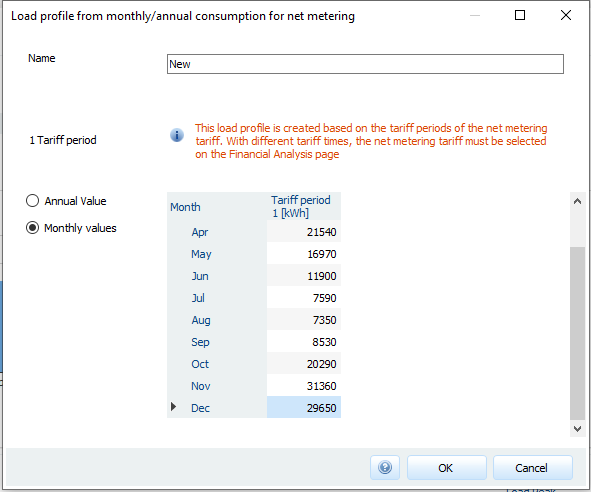 Load profile from monthly/annual consumption for net metering
Name
New
1 Tariff period
This load profile is created based on the tariff periods of the net metering
tariff. With different tariff times, the net metering tariff must be selected
on the Financial Analysis page
Annual Value
Monthly values
Month
Tariff period
1 [kWh]
Apr 21540
May 16970
Jun 11900
Jul 7590
Aug 7350
Sep 8530
Oct 20290
Nov 31360
Dec 29650
OK
Cancel